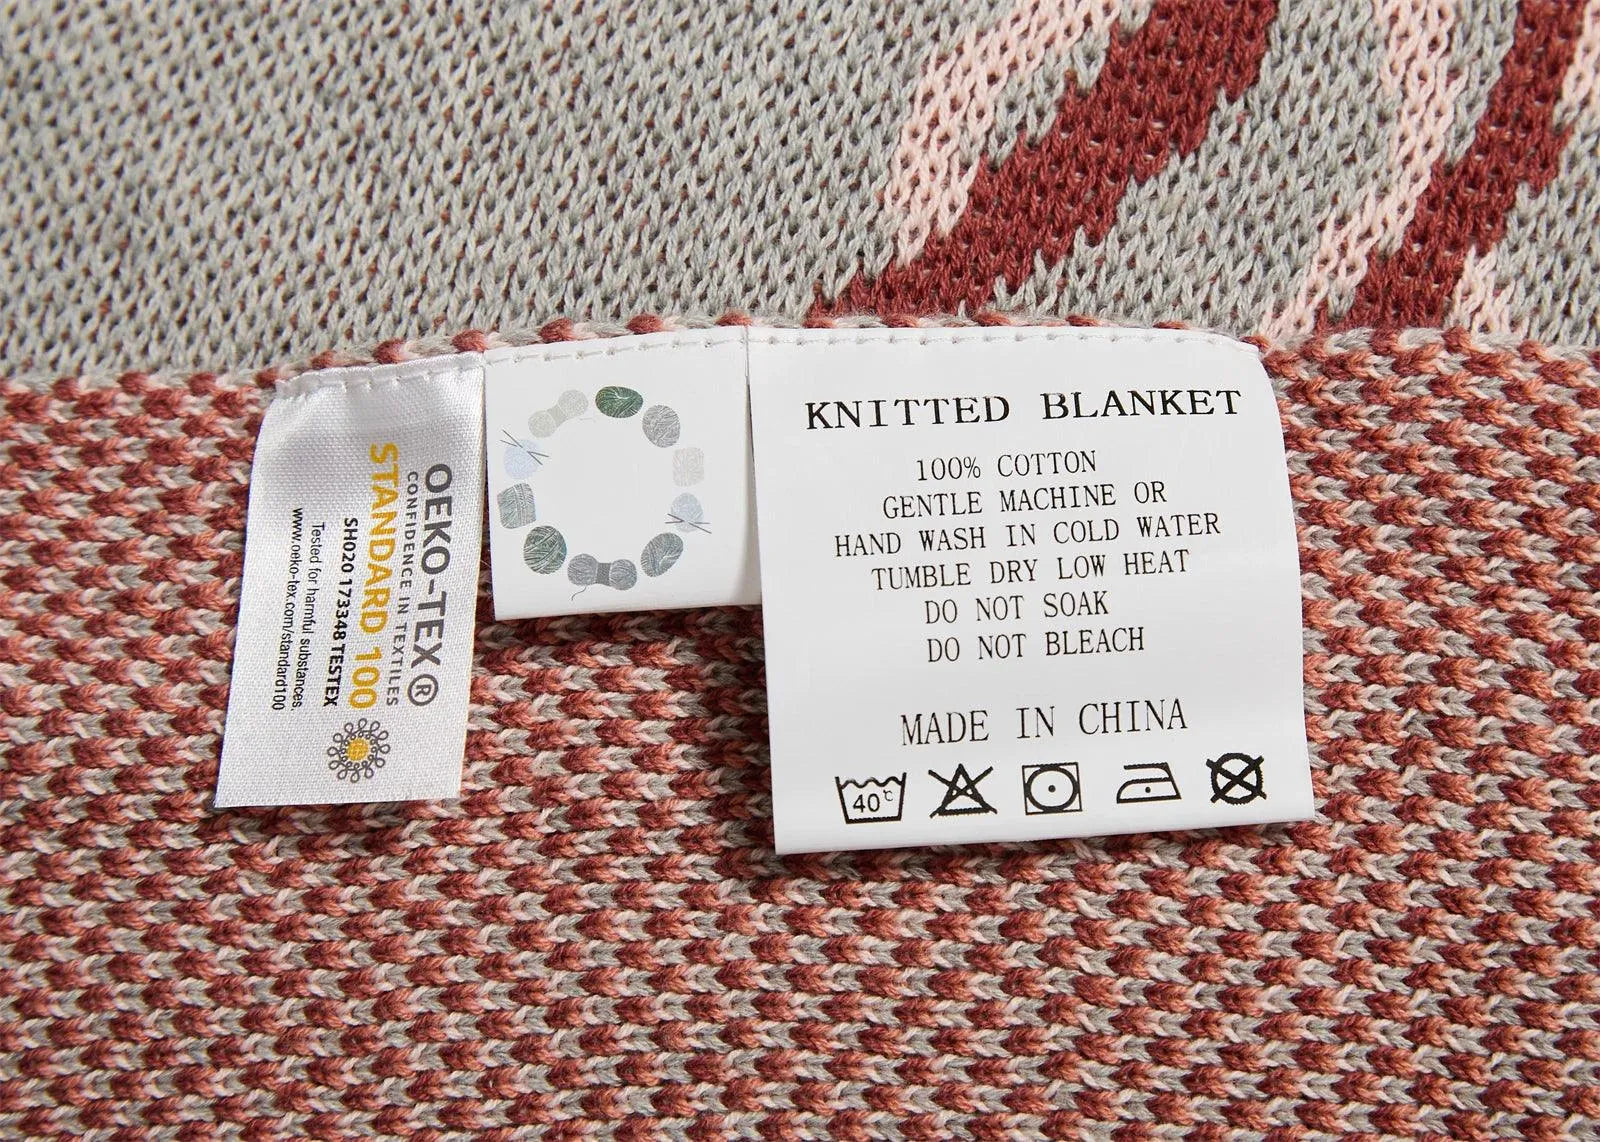 OEKO-TEX®
CONFIDENCE IN TEXTILES
STANDARD 100
SH020 173348 TESTEX
Tested for harmful substances.
www.oeko-tex.com/standard100
KNITTED BLANKET
100% COTTON
GENTLE MACHINE OR
HAND WASH IN COLD WATER
TUMBLE DRY LOW HEAT
DO NOT SOAK
DO NOT BLEACH
MADE IN CHINA
40℃